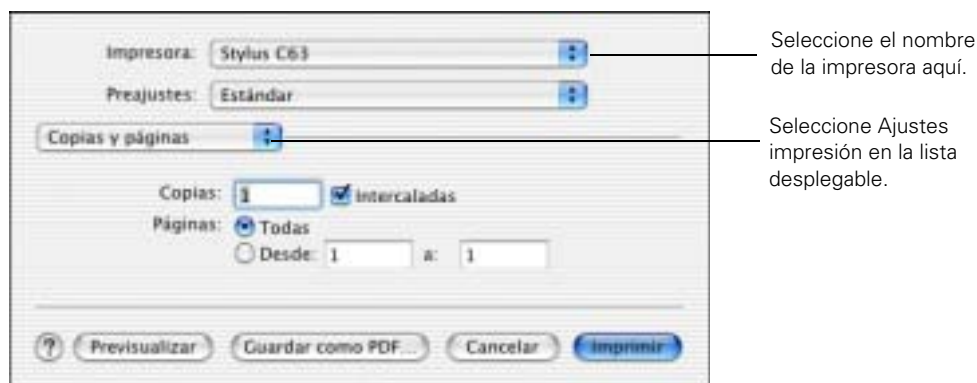 Impresora: Stylus C63
Seleccione el nombre
de la impresora aquí.
Preajustes: Estándar
Copias y páginas
Seleccione Ajustes
impresión en la lista
desplegable.
Copias: 1 Intercaladas
Páginas: Todas
Desde: 1 a: 1
? Previsualizar Guardar como PDF... Cancelar Imprimir